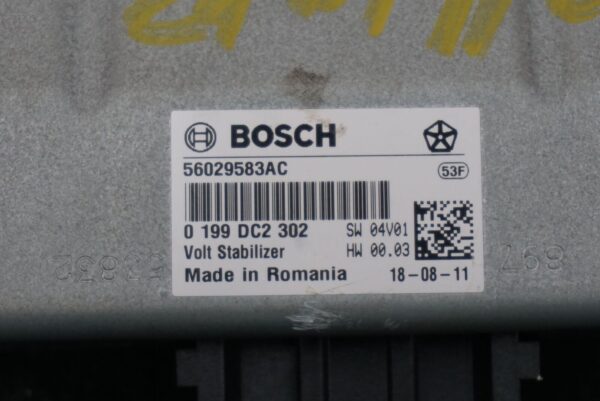 BOSCH
56029583AC
53F
0 199 DC2 302 SW 04V01
Volt Stabilizer HW 00.03
Made in Romania 18-08-11